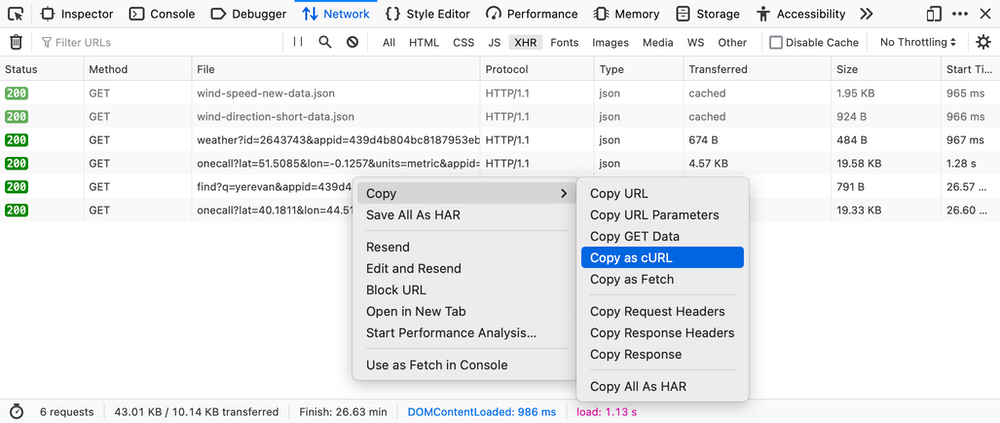 Inspector Console Debugger Network Style Editor Performance Memory Storage Accessibility
Filter URLs All HTML CSS JS XHR Fonts Images Media WS Other Disable Cache No Throttling
Status Method File Protocol Type Transferred Size Start Ti...
200 GET wind-speed-new-data.json HTTP/1.1 json cached 1.95 KB 965 ms
200 GET wind-direction-short-data.json HTTP/1.1 json cached 924 B 966 ms
200 GET weather?id=2643743&appid=439d4b804bc8187953eb HTTP/1.1 json 674 B 484 B 967 ms
200 GET onecall?lat=51.5085&lon=-0.1257&units=metric&appid= HTTP/1.1 json 4.57 KB 19.58 KB 1.28 s
200 GET find?q=yerevan&appid=439d4 791 B 26.57 ...
200 GET onecall?lat=40.1811&lon=44.51 19.33 KB 26.60 ...
Copy
Save All As HAR
Resend
Edit and Resend
Block URL
Open in New Tab
Start Performance Analysis...
Use as Fetch in Console
Copy URL
Copy URL Parameters
Copy GET Data
Copy as cURL
Copy as Fetch
Copy Request Headers
Copy Response Headers
Copy Response
Copy All As HAR
6 requests 43.01 KB / 10.14 KB transferred Finish: 26.63 min DOMContentLoaded: 986 ms load: 1.13 s